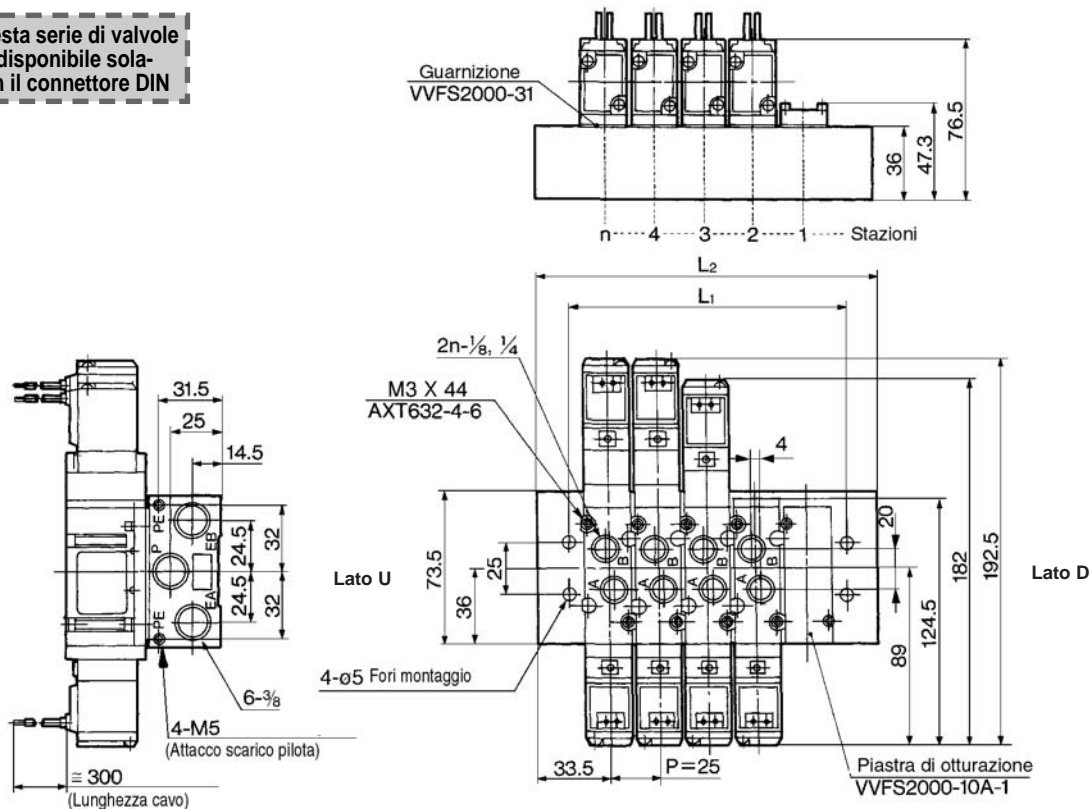 esta serie di valvole
disponibile sola-
n il connettore DIN
Guarnizione
VVFS2000-31
36
47.3
76.5
n 4 3 2 1 Stazioni
L2
L1
2n-1/8, 1/4
M3 X 44
AXT632-4-6
4
20
73.5
25
36
Lato U
Lato D
182
192.5
124.5
89
A
B
A
B
A
B
A
B
4-ø5 Fori montaggio
33.5
P=25
Piastra di otturazione
VVFS2000-10A-1
31.5
25
14.5
PE
P
PE
EB
EA
24.5
24.5
32
32
6-3/8
4-M5
(Attacco scarico pilota)
≅ 300
(Lunghezza cavo)